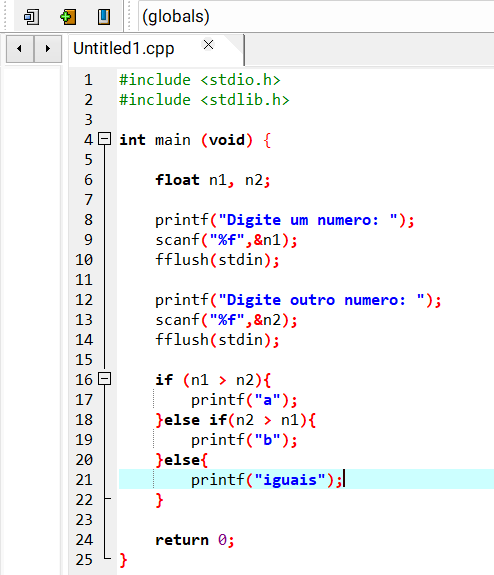 (globals)
Untitled1.cpp
1 #include <stdio.h>
2 #include <stdlib.h>
3
4 int main (void) {
5
6 float n1, n2;
7
8 printf("Digite um numero: ");
9 scanf("%f",&n1);
10 fflush(stdin);
11
12 printf("Digite outro numero: ");
13 scanf("%f",&n2);
14 fflush(stdin);
15
16 if (n1 > n2){
17 printf("a");
18 }else if(n2 > n1){
19 printf("b");
20 }else{
21 printf("iguais");
22 }
23
24 return 0;
25 }